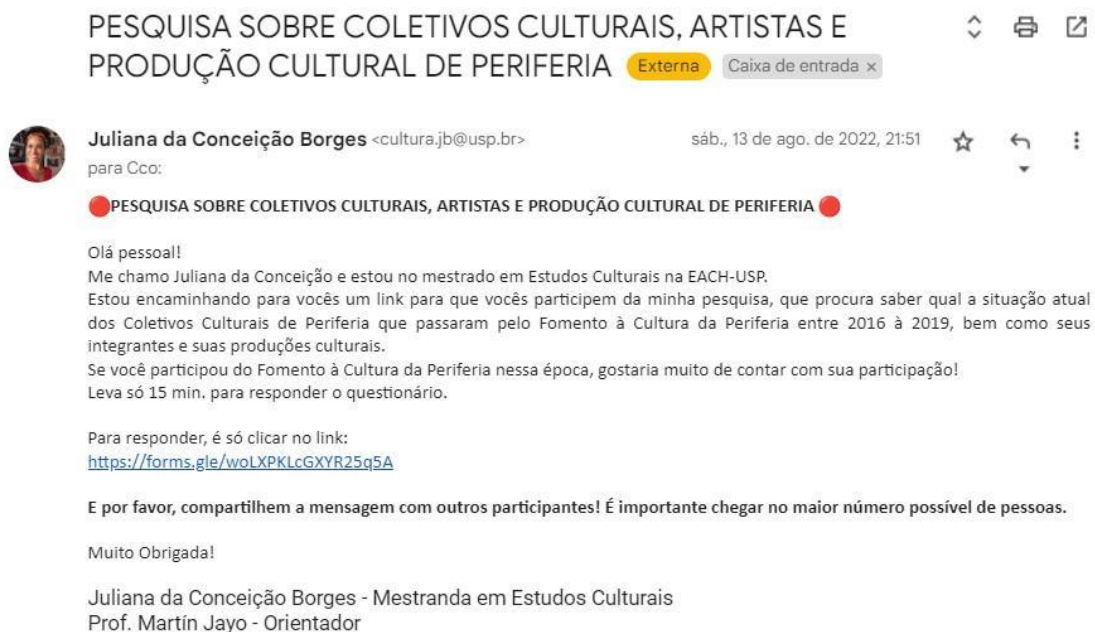 PESQUISA SOBRE COLETIVOS CULTURAIS, ARTISTAS E
PRODUÇÃO CULTURAL DE PERIFERIA Externa Caixa de entrada ×
Juliana da Conceição Borges <cultura.jb@usp.br> sáb., 13 de ago. de 2022, 21:51
para Cco:
🔴PESQUISA SOBRE COLETIVOS CULTURAIS, ARTISTAS E PRODUÇÃO CULTURAL DE PERIFERIA🔴
Olá pessoal!
Me chamo Juliana da Conceição e estou no mestrado em Estudos Culturais na EACH-USP.
Estou encaminhando para vocês um link para que vocês participem da minha pesquisa, que procura saber qual a situação atual
dos Coletivos Culturais de Periferia que passaram pelo Fomento à Cultura da Periferia entre 2016 à 2019, bem como seus
integrantes e suas produções culturais.
Se você participou do Fomento à Cultura da Periferia nessa época, gostaria muito de contar com sua participação!
Leva só 15 min. para responder o questionário.
Para responder, é só clicar no link:
https://forms.gle/woLXPKLcGXYR25q5A
E por favor, compartilhem a mensagem com outros participantes! É importante chegar no maior número possível de pessoas.
Muito Obrigada!
Juliana da Conceição Borges - Mestranda em Estudos Culturais
Prof. Martín Jayo - Orientador